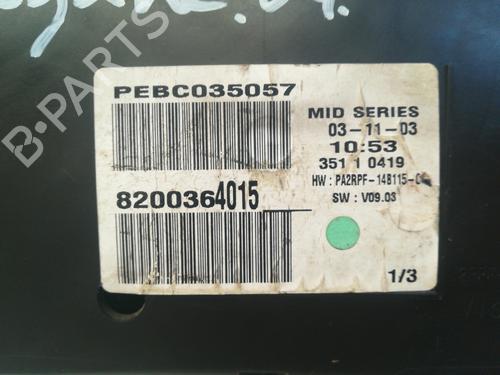 PEBC035057
MID SERIES
03-11-03
10:53
351 1 0419
HW : PA2RPF-14B115-C
SW : V09.03
8200364015
1/3
B-PARTS